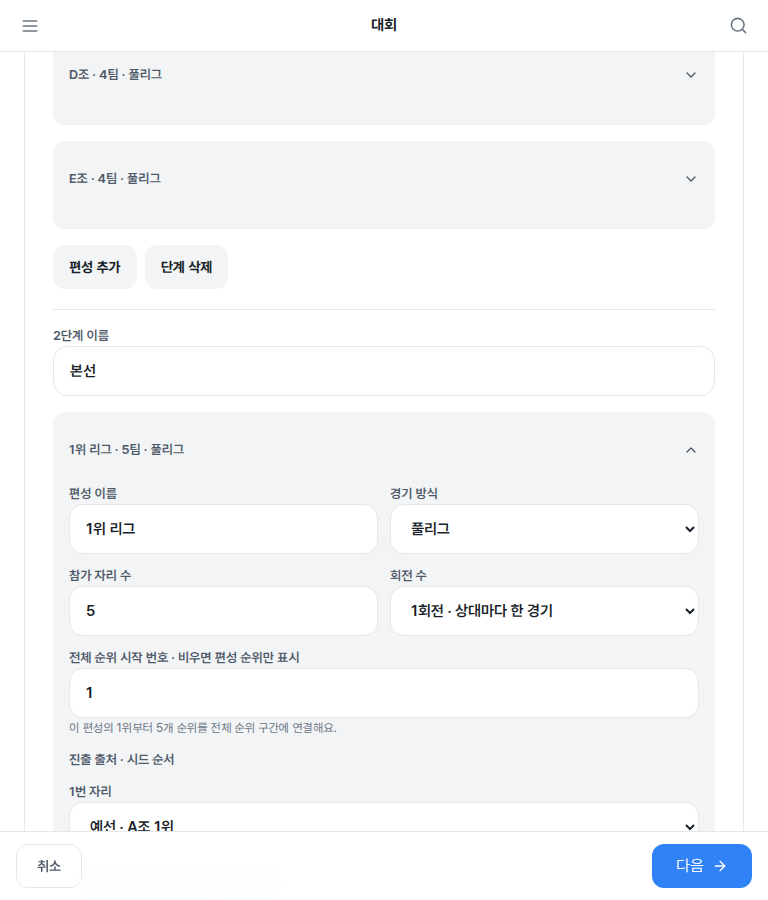 대회
D조 · 4팀 · 풀리그
E조 · 4팀 · 풀리그
편성 추가
단계 삭제
2단계 이름
본선
1위 리그 · 5팀 · 풀리그
편성 이름
경기 방식
1위 리그
풀리그
참가 자리 수
회전 수
5
1회전 · 상대마다 한 경기
전체 순위 시작 번호 · 비우면 편성 순위만 표시
1
이 편성의 1위부터 5개 순위를 전체 순위 구간에 연결해요.
진출 출처 · 시드 순서
1번 자리
예선 · A조 1위
취소
다음